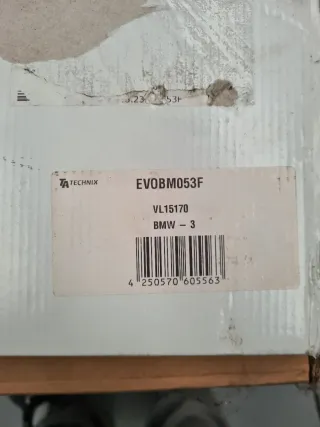 TA TECHNIX
EVOBM053F
VL15170
BMW - 3
4 250570 605563